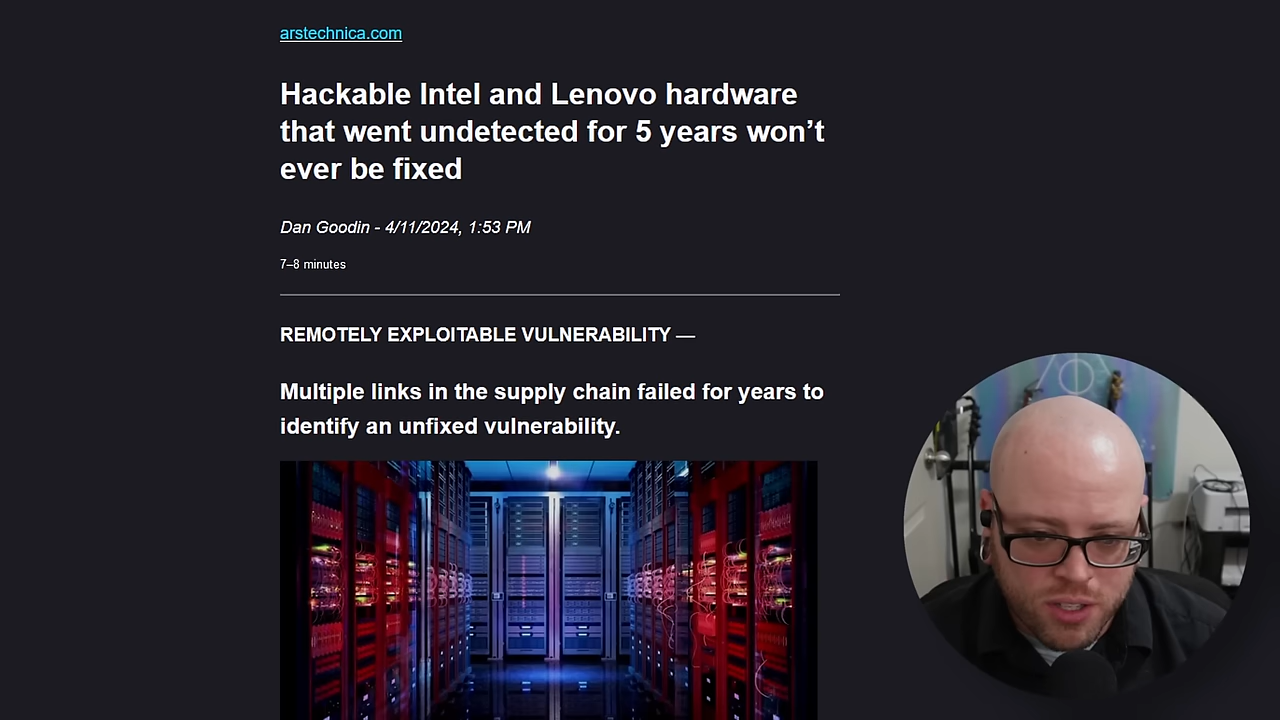 arstechnica.com
Hackable Intel and Lenovo hardware
that went undetected for 5 years won’t
ever be fixed
Dan Goodin - 4/11/2024, 1:53 PM
7–8 minutes
REMOTELY EXPLOITABLE VULNERABILITY —
Multiple links in the supply chain failed for years to
identify an unfixed vulnerability.